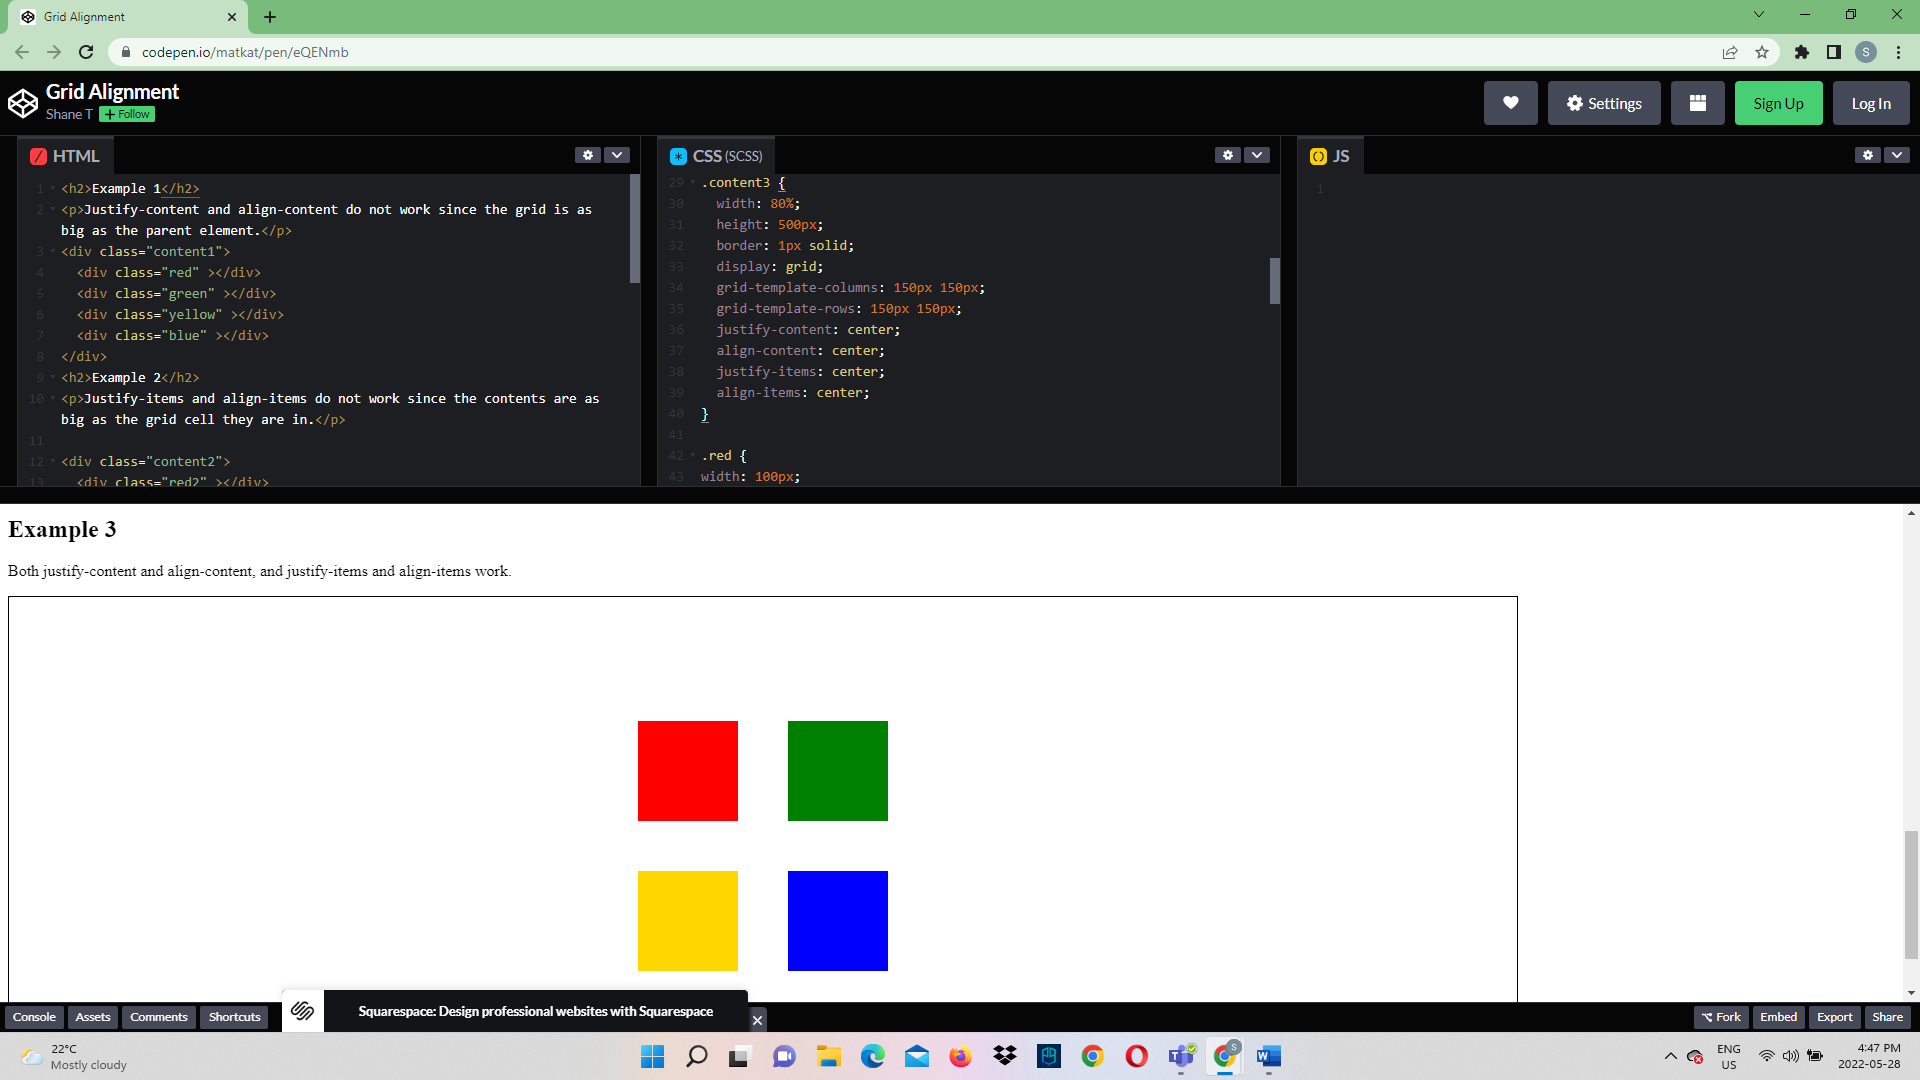 Grid Alignment
codepen.io/matkat/pen/eQENmb
S
Grid Alignment
Shane T
+ Follow
Settings
Sign Up
Log In
HTML
1 <h2>Example 1</h2>
2 <p>Justify-content and align-content do not work since the grid is as
big as the parent element.</p>
3 <div class="content1">
4 <div class="red" ></div>
5 <div class="green" ></div>
6 <div class="yellow" ></div>
7 <div class="blue" ></div>
8 </div>
9 <h2>Example 2</h2>
10 <p>Justify-items and align-items do not work since the contents are as
big as the grid cell they are in.</p>
11
12 <div class="content2">
13 <div class="red2" ></div>
CSS (SCSS)
29 .content3 {
30 width: 80%;
31 height: 500px;
32 border: 1px solid;
33 display: grid;
34 grid-template-columns: 150px 150px;
35 grid-template-rows: 150px 150px;
36 justify-content: center;
37 align-content: center;
38 justify-items: center;
39 align-items: center;
40 }
41
42 .red {
43 width: 100px;
JS
1
Example 3
Both justify-content and align-content, and justify-items and align-items work.
Console
Assets
Comments
Shortcuts
Squarespace: Design professional websites with Squarespace
Fork
Embed
Export
Share
22°C
Mostly cloudy
S
ENG
US
4:47 PM
2022-05-28